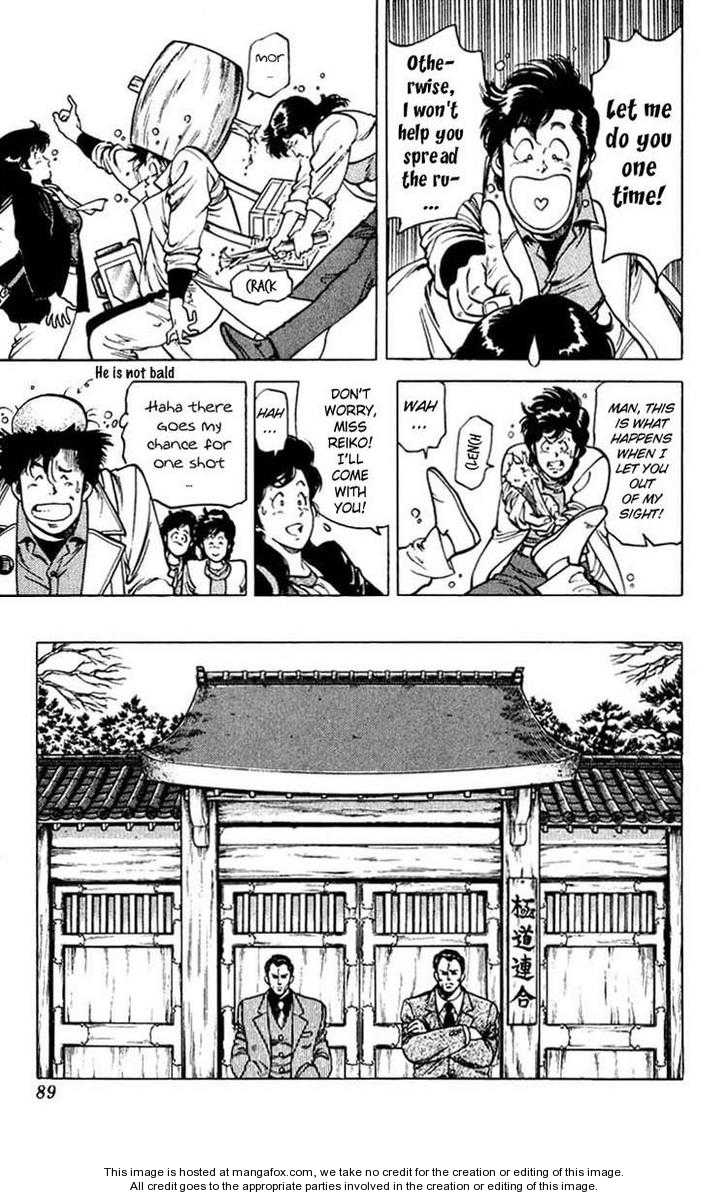 Let me
do you
one
time!
Othe-
rwise,
I won't
help you
spread
the ru-
...
mor
...
CRACK
MAN, THIS
IS WHAT
HAPPENS
WHEN I
LET YOU
OUT
OF MY
SIGHT!
CLENCH
WAH
...
DON'T
WORRY,
MISS
REIKO!
I'LL
COME
WITH
YOU!
HAH
...
He is not bald
Haha there
goes my
chance for
one shot
...
極道連合
89
This image is hosted at mangafox.com, we take no credit for the creation or editing of this image.
All credit goes to the appropriate parties involved in the creation or editing of this image.